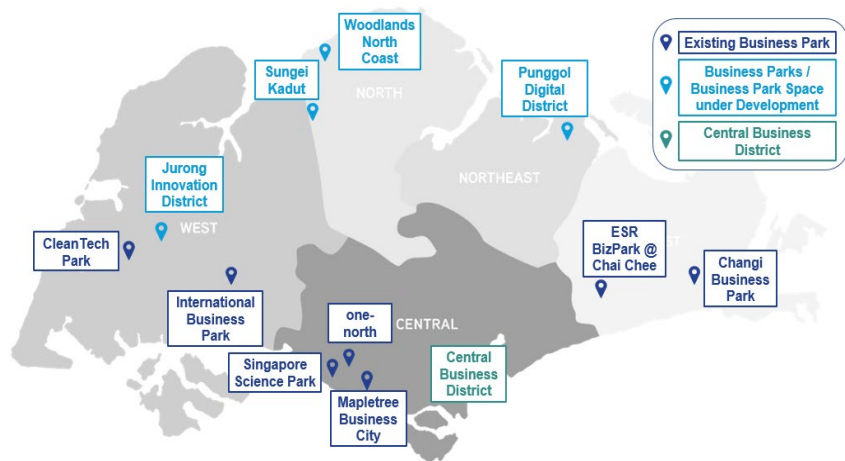 Woodlands
North
Coast
Sungei
Kadut
NORTH
Punggol
Digital
District
Existing Business Park
Business Parks /
Business Park Space
under Development
Central Business
District
Jurong
Innovation
District
WEST
NORTHEAST
CleanTech
Park
International
Business
Park
ESR
BizPark @
Chai Chee
ST
Changi
Business
Park
one-
north
CENTRAL
Singapore
Science Park
Mapletree
Business
City
Central
Business
District